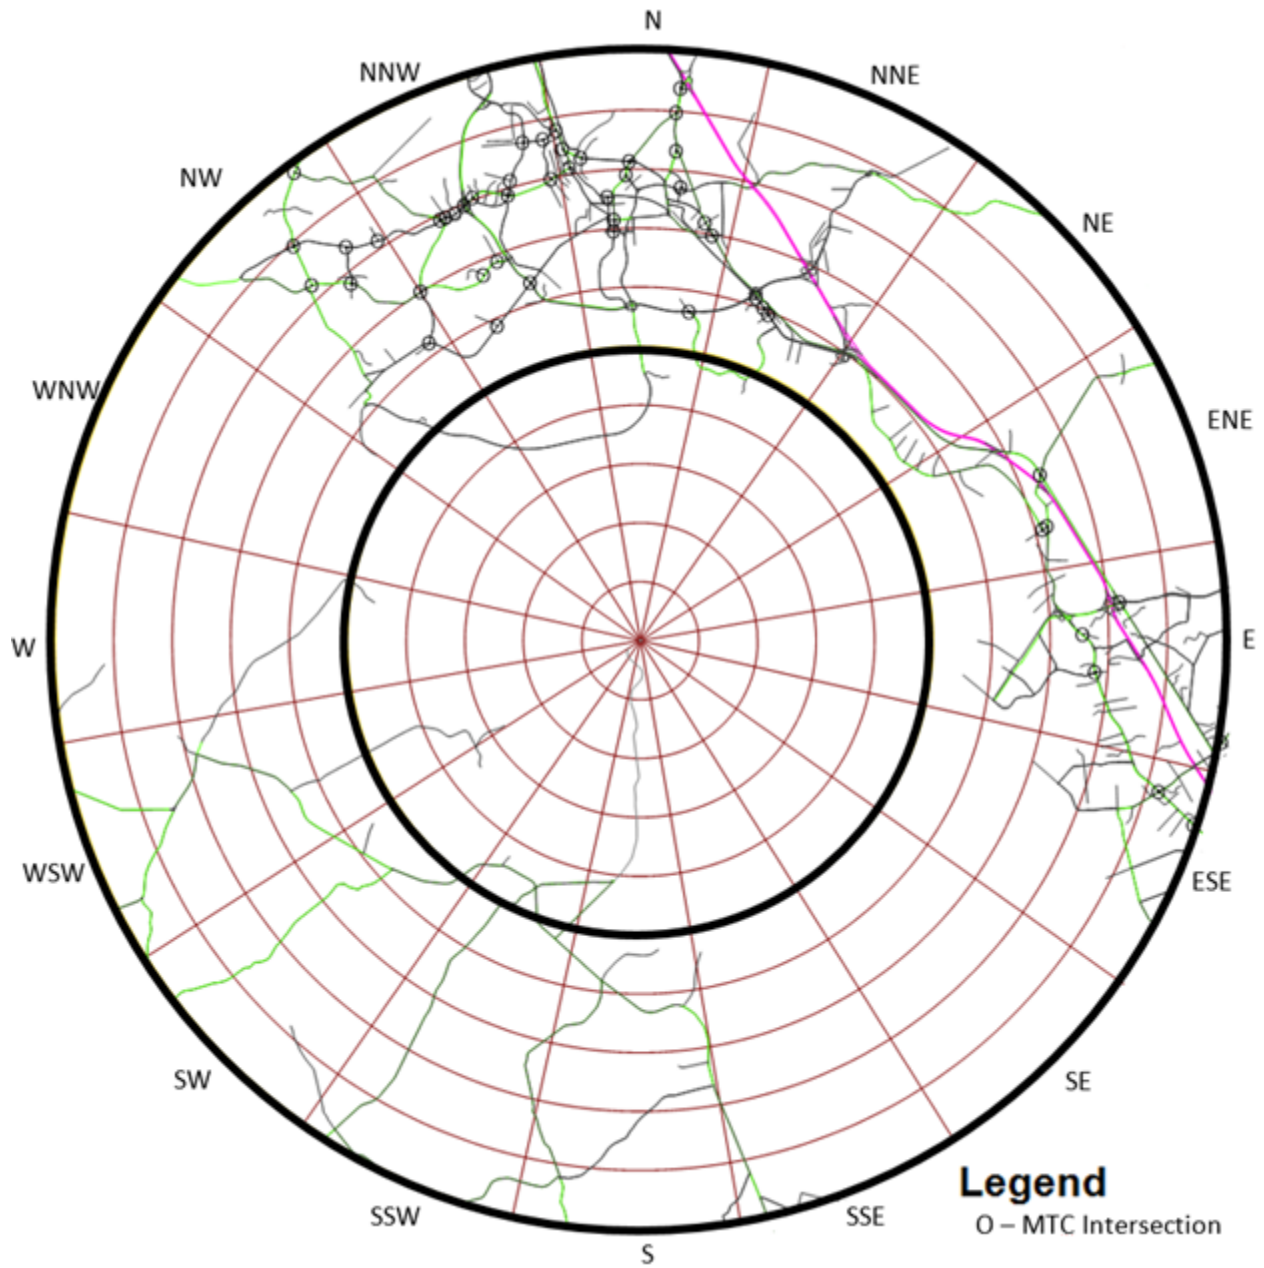 N
NNW
NNE
NW
NE
WNW
ENE
W
E
WSW
ESE
SW
SE
Legend
SSW
SSE
O – MTC Intersection
S